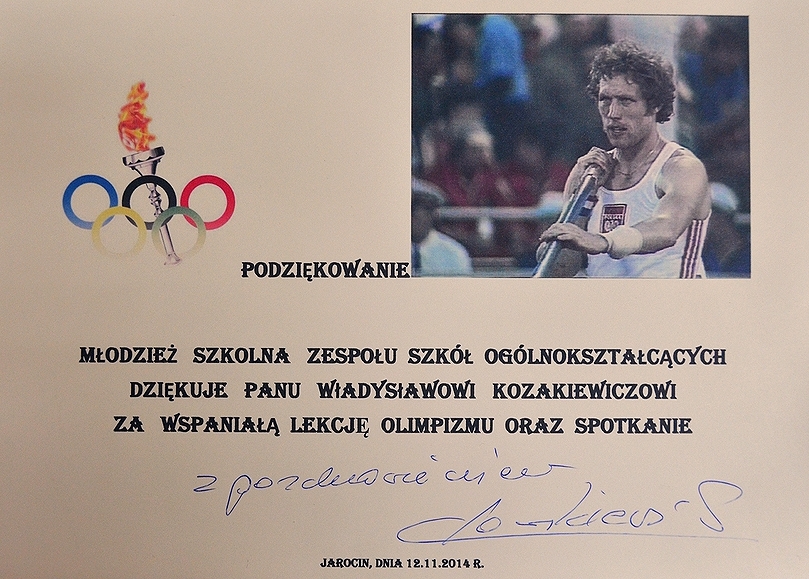 PODZIĘKOWANIE
POLSKA
MŁODZIEŻ SZKOLNA ZESPOŁU SZKÓŁ OGÓLNOKSZTAŁCĄCYCH
DZIĘKUJE PANU WŁADYSŁAWOWI KOZAKIEWICZOWI
ZA WSPANIAŁĄ LEKCJĘ OLIMPIZMU ORAZ SPOTKANIE
z pozdrowieniem
JAROCIN, DNIA 12.11.2014 R.